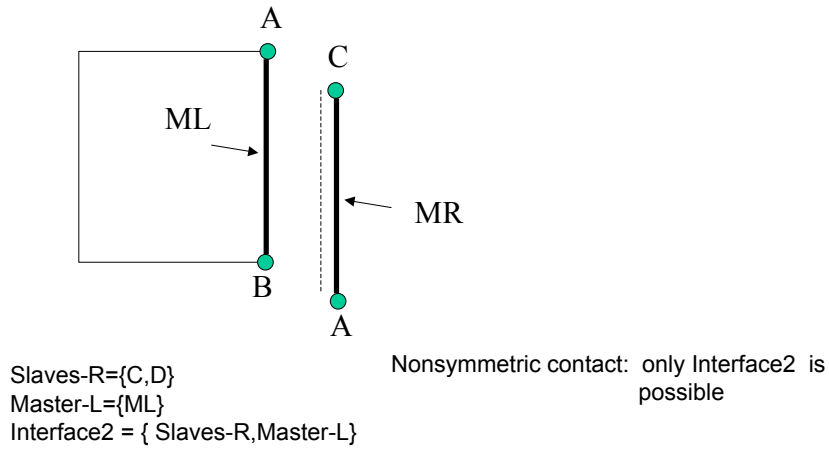 A
C
ML
MR
B
A
Slaves-R={C,D}
Master-L={ML}
Interface2 = { Slaves-R,Master-L}
Nonsymmetric contact: only Interface2 is
possible